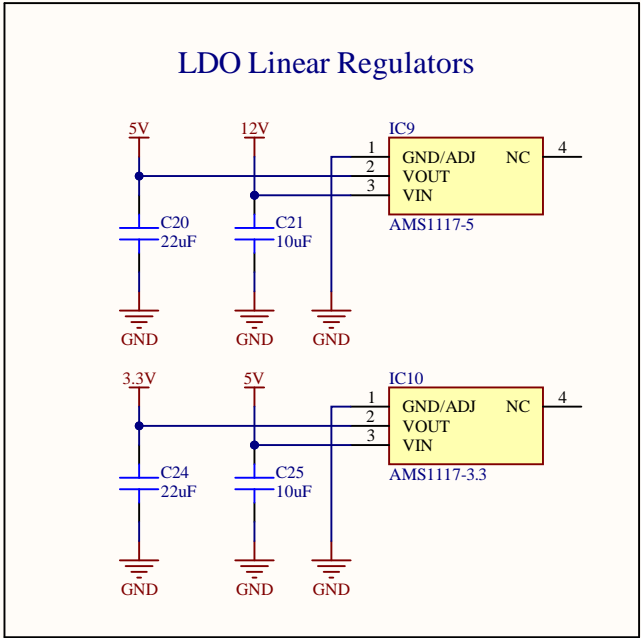 LDO Linear Regulators
5V
12V
IC9
1
GND/ADJ
NC
4
2
VOUT
3
VIN
C20
22uF
C21
10uF
AMS1117-5
GND
GND
GND
3.3V
5V
IC10
1
GND/ADJ
NC
4
2
VOUT
3
VIN
C24
22uF
C25
10uF
AMS1117-3.3
GND
GND
GND